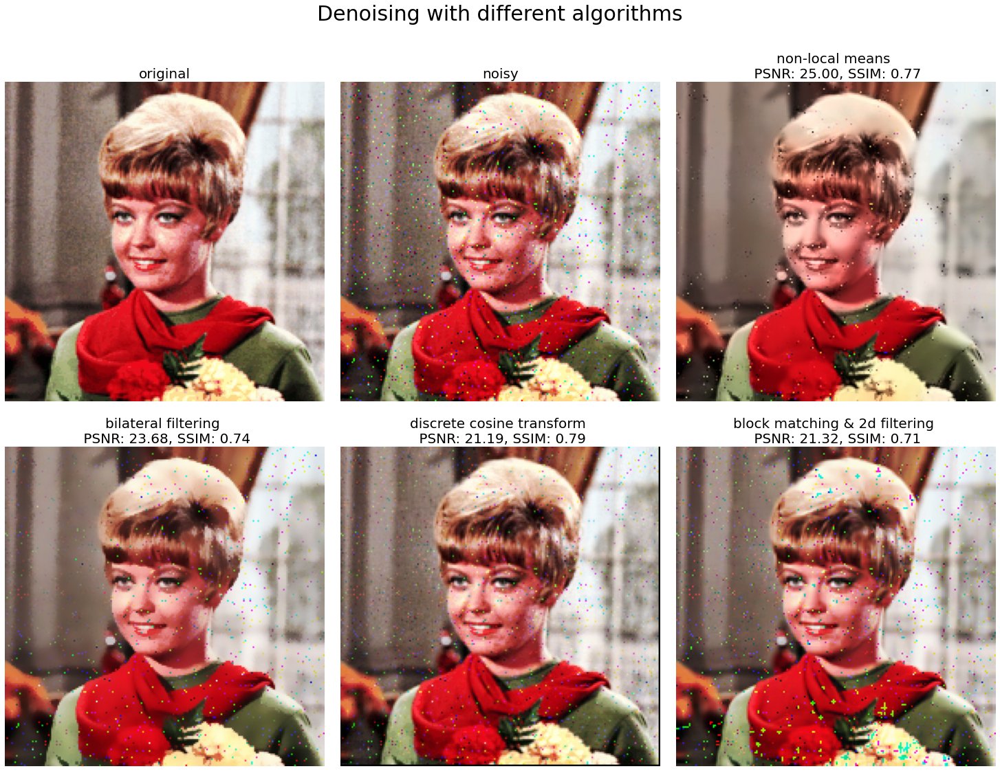 Denoising with different algorithms
original
noisy
non-local means
PSNR: 25.00, SSIM: 0.77
bilateral filtering
PSNR: 23.68, SSIM: 0.74
discrete cosine transform
PSNR: 21.19, SSIM: 0.79
block matching & 2d filtering
PSNR: 21.32, SSIM: 0.71